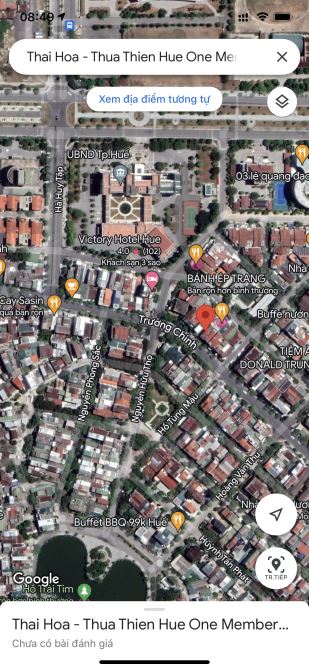 08:49
Thai Hoa - Thua Thien Hue One Mem
Xem địa điểm tương tự
UBND Tp.Huế
03 lê quang đạo
Hà Huy Tập
Victory Hotel Hue
4,0 (102)
Khách sạn 3 sao
BÁNH ÉP TRANG
Bận rộn hơn bình thường
Nhà
Cay Sasin
quá bận rộn
Trường Chinh
Buffe nướn
TIỆM
DONALD TRUN
Nguyễn Phong Sắc
Nguyễn Hữu Thọ
Hồ Tùng Mậu
Hoàng Văn Thụ
Buffet BBQ 99k Huế
Huỳnh Tấn Phát
TR.TIẾP
Google
Hồ Trái Tim
Thai Hoa - Thua Thien Hue One Member...
Chưa có bài đánh giá